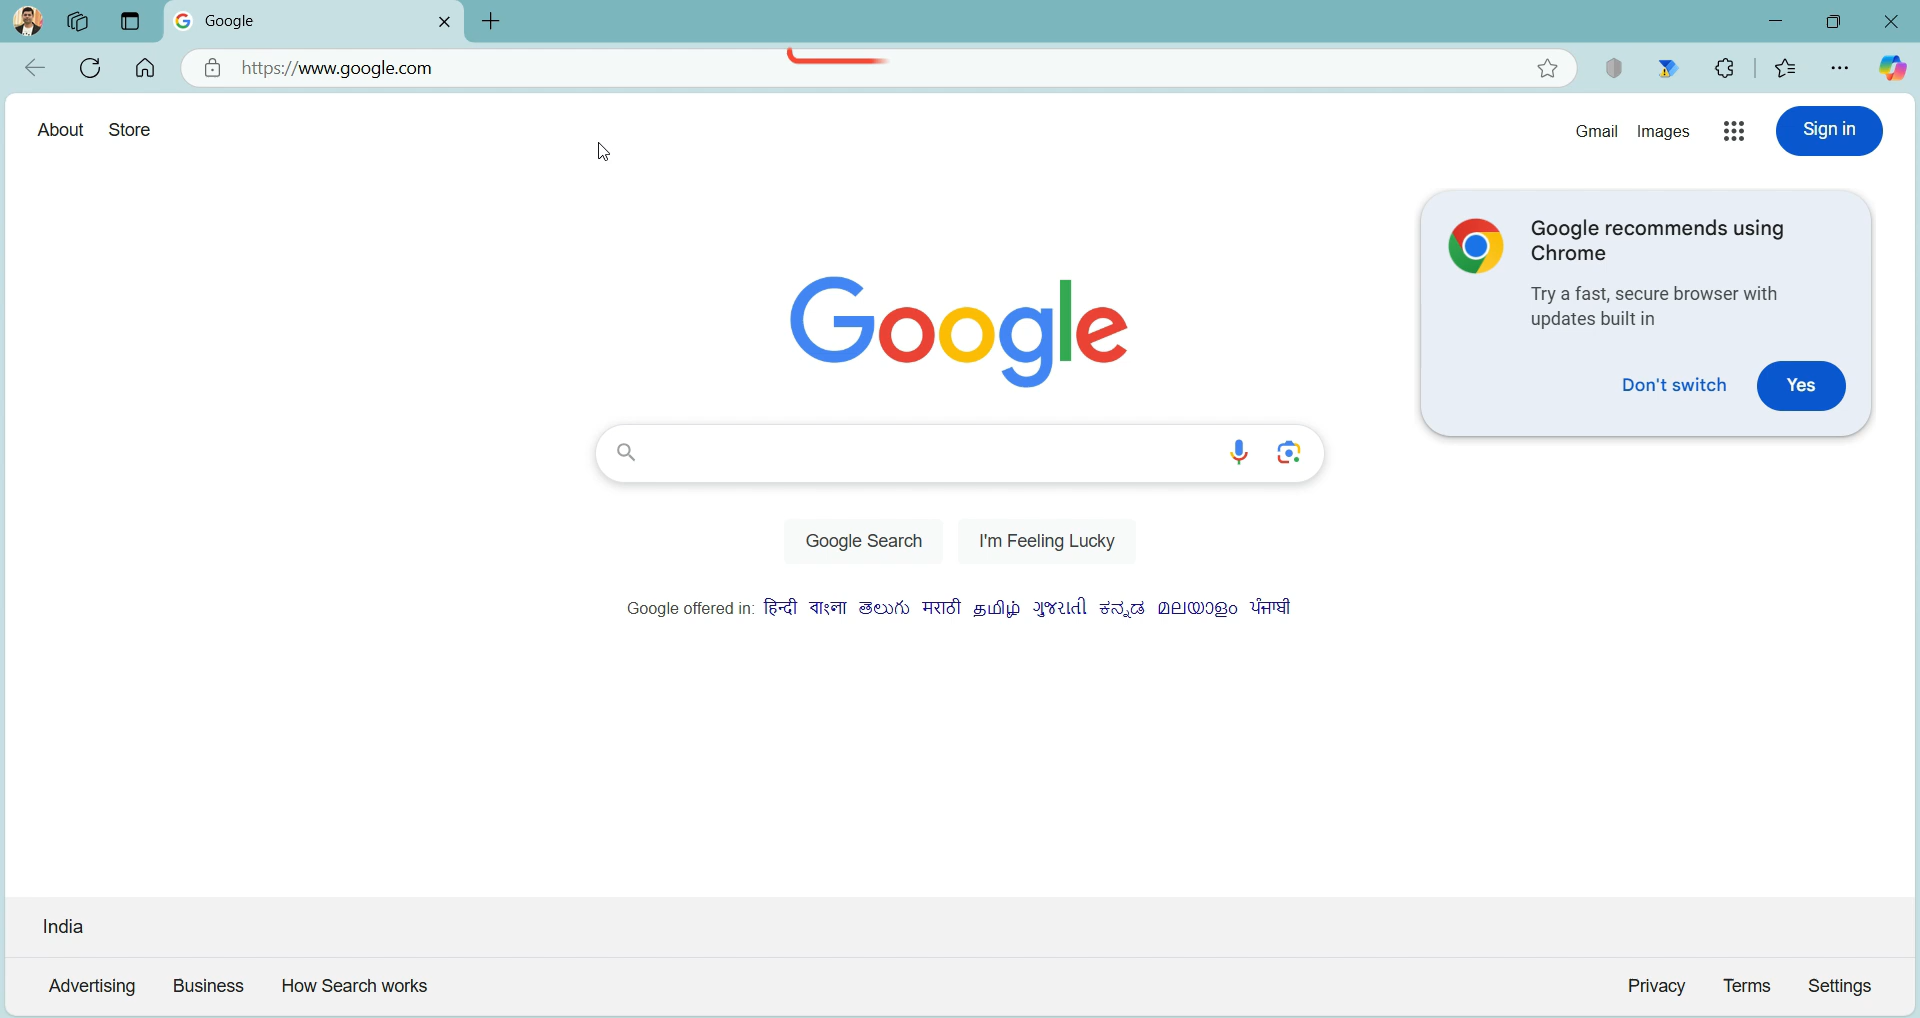 Google
https://www.google.com
About Store
Gmail Images Sign in
Google recommends using
Chrome
Try a fast, secure browser with
updates built in
Don't switch Yes
Google
Google Search I'm Feeling Lucky
Google offered in: हिन्दी বাংলা తెలుగు मराठी தமிழ் ગુજરાતી ಕನ್ನಡ മലയാളം ਪੰਜਾਬੀ
India
Advertising Business How Search works
Privacy Terms Settings